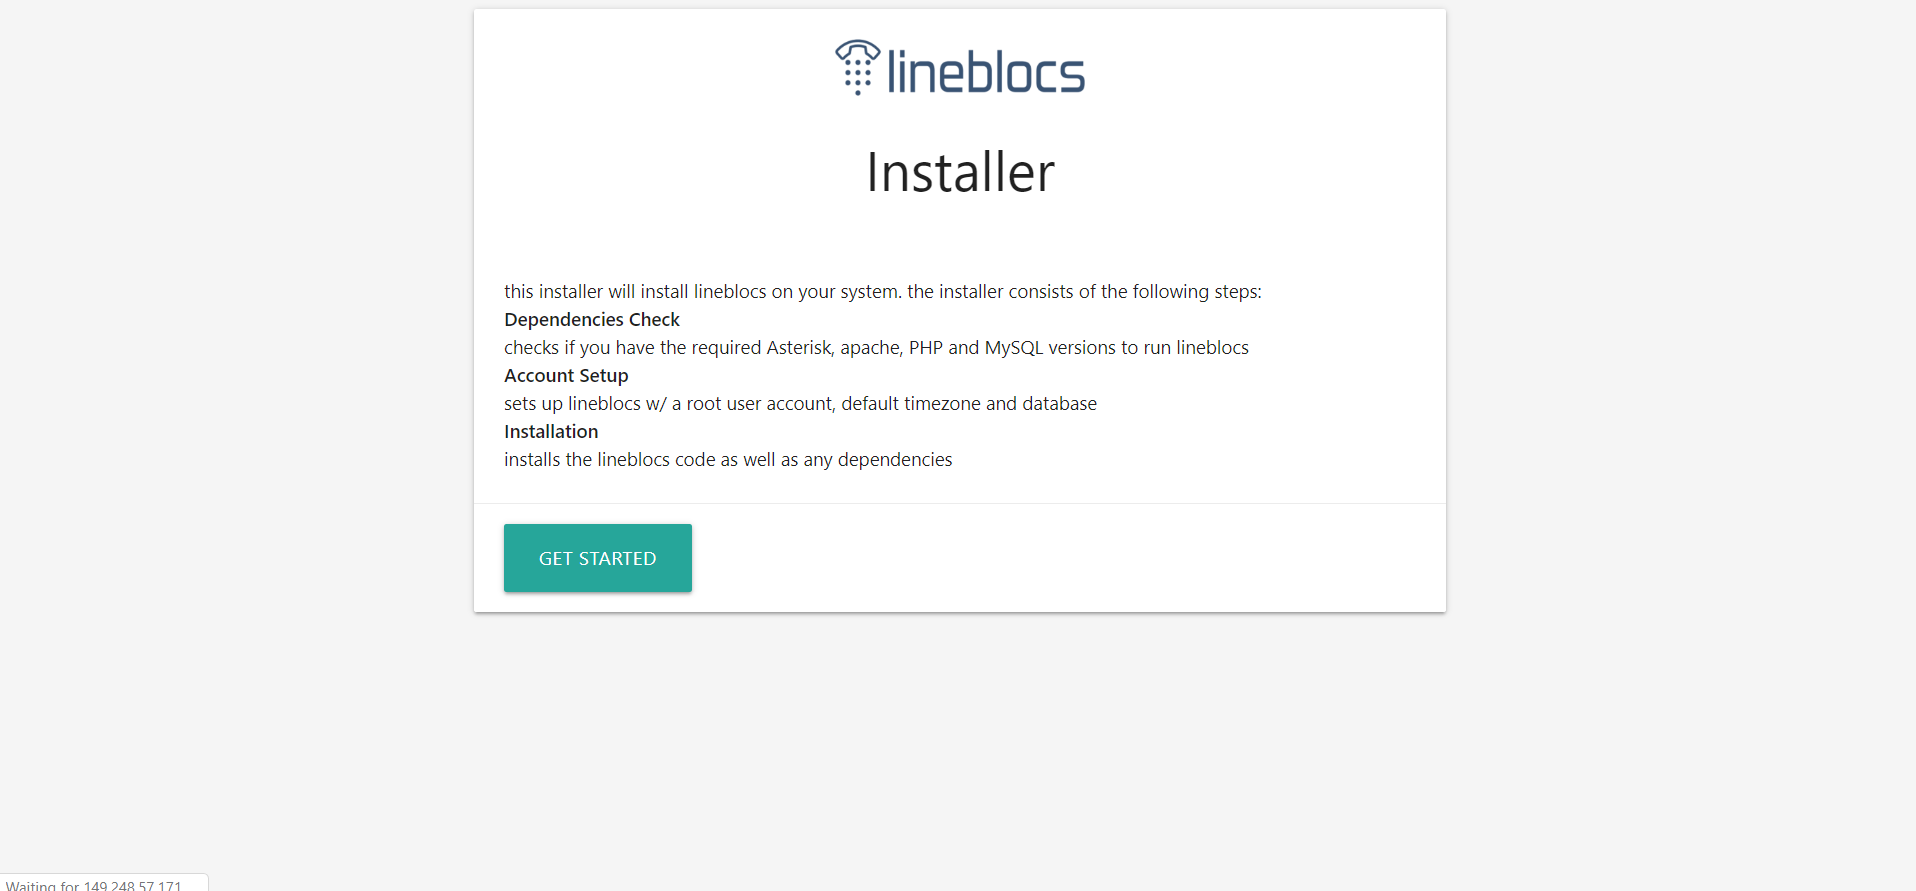 lineblocs
Installer
this installer will install lineblocs on your system. the installer consists of the following steps:
Dependencies Check
checks if you have the required Asterisk, apache, PHP and MySQL versions to run lineblocs
Account Setup
sets up lineblocs w/ a root user account, default timezone and database
Installation
installs the lineblocs code as well as any dependencies
GET STARTED
Waiting for 149.248.57.171